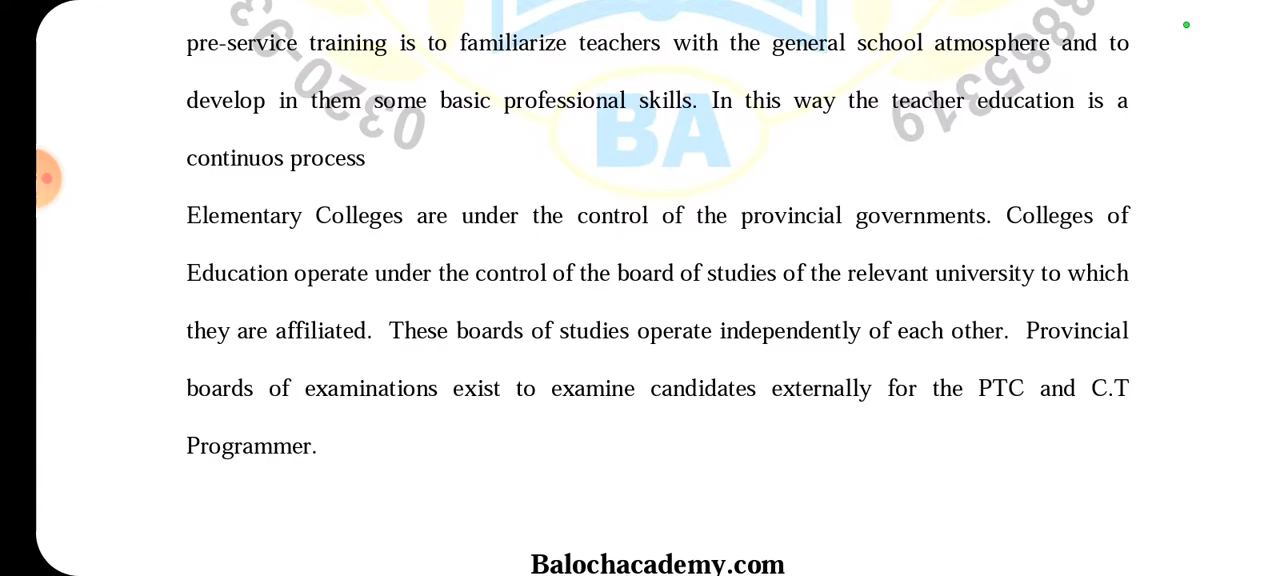 pre-service training is to familiarize teachers with the general school atmosphere and to
develop in them some basic professional skills. In this way the teacher education is a
continuos process
Elementary Colleges are under the control of the provincial governments. Colleges of
Education operate under the control of the board of studies of the relevant university to which
they are affiliated. These boards of studies operate independently of each other. Provincial
boards of examinations exist to examine candidates externally for the PTC and C.T
Programmer.
BA
Balochacademy.com